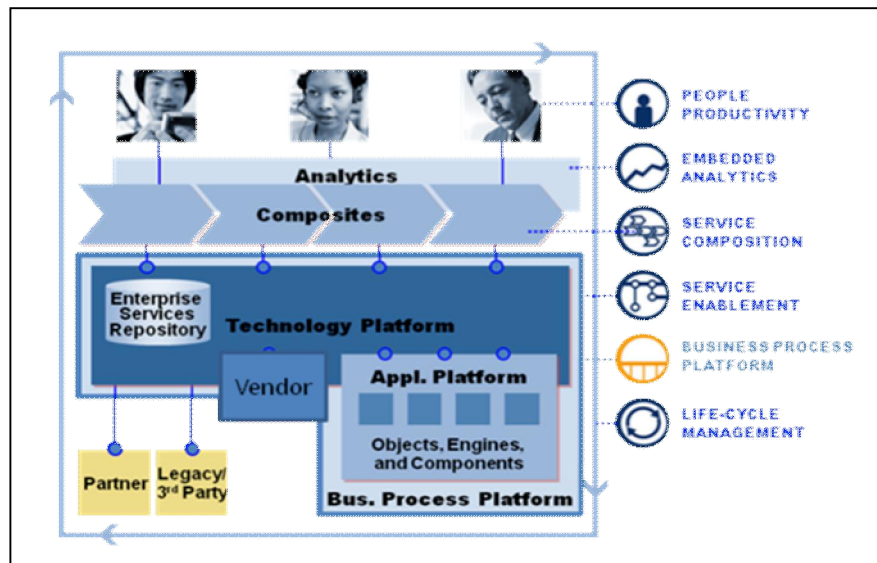 Analytics
Composites
Enterprise
Services
Repository
Technology Platform
Vendor
Appl. Platform
Objects, Engines,
and Components
Bus. Process Platform
Partner
Legacy/
3rd Party
PEOPLE
PRODUCTIVITY
EMBEDDED
ANALYTICS
SERVICE
COMPOSITION
SERVICE
ENABLEMENT
BUSINESS PROCESS
PLATFORM
LIFE-CYCLE
MANAGEMENT